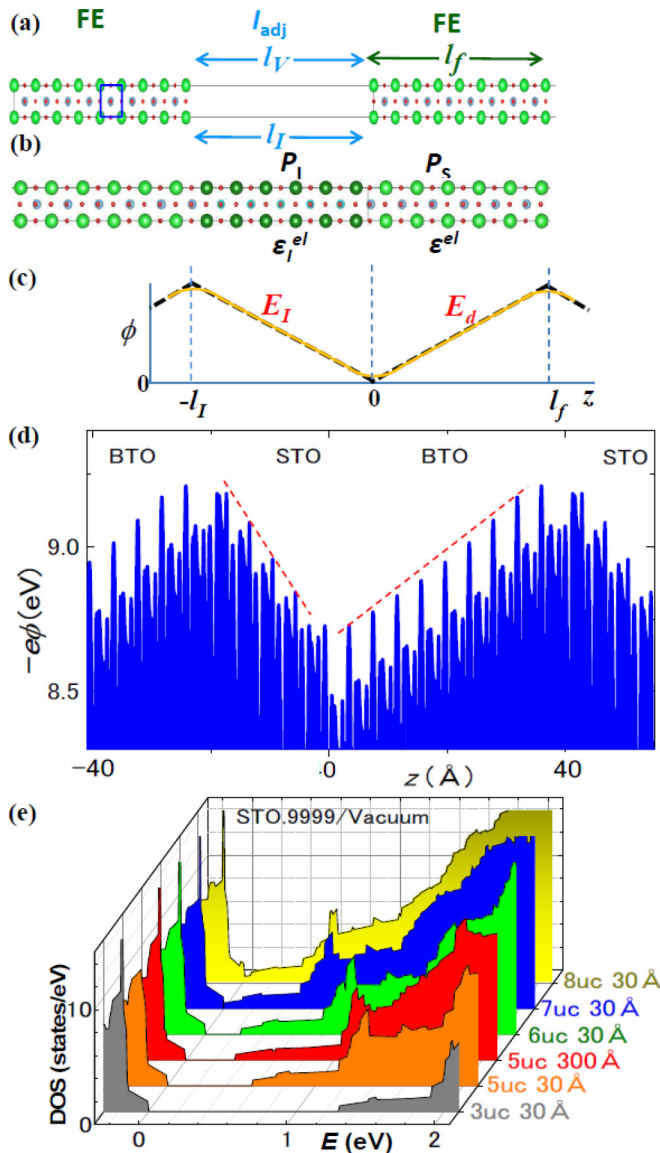 (a) FE l_adj FE
l_V l_f
l_I
(b)
P_I P_S
ε_I^el ε^el
(c)
E_I E_d
ϕ
0
-l_I 0 l_f z
(d)
BTO STO BTO STO
9.0
−eϕ (eV)
8.5
−40 0 40
z (Å)
(e)
STO.9999/Vacuum
10
DOS (states/eV)
0
8uc 30 Å
7uc 30 Å
6uc 30 Å
5uc 300 Å
5uc 30 Å
3uc 30 Å
0 1 2
E (eV)